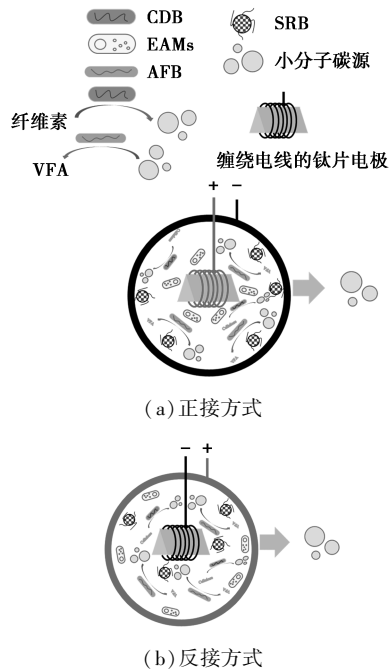 CDB
EAMs
AFB
SRB
小分子碳源
纤维素
VFA
缠绕电线的钛片电极
+ −
(a)正接方式
− +
(b)反接方式